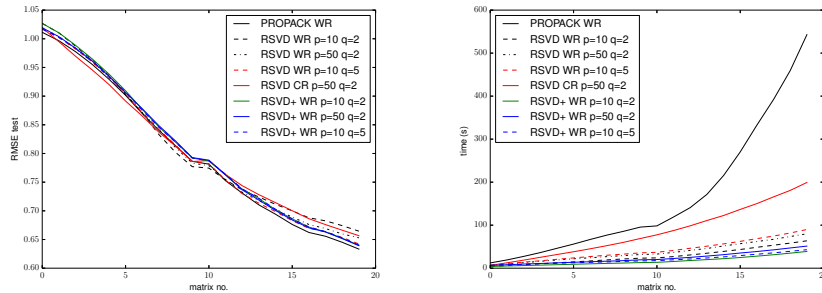 1.05
1.00
0.95
0.90
0.85
0.80
0.75
0.70
0.65
0.60
RMSE test
0
5
10
15
20
matrix no.
PROPACK WR
RSVD WR p=10 q=2
RSVD WR p=50 q=2
RSVD WR p=10 q=5
RSVD CR p=50 q=2
RSVD+ WR p=10 q=2
RSVD+ WR p=50 q=2
RSVD+ WR p=10 q=5
600
500
400
300
200
100
0
time (s)
0
5
10
15
20
matrix no.
PROPACK WR
RSVD WR p=10 q=2
RSVD WR p=50 q=2
RSVD WR p=10 q=5
RSVD CR p=50 q=2
RSVD+ WR p=10 q=2
RSVD+ WR p=50 q=2
RSVD+ WR p=10 q=5